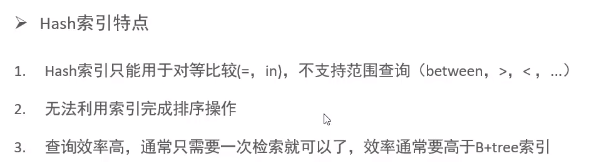 ➢ Hash索引特点
1. Hash索引只能用于对等比较(=，in)，不支持范围查询（between，>，<，...）
2. 无法利用索引完成排序操作
3. 查询效率高，通常只需要一次检索就可以了，效率通常要高于B+tree索引